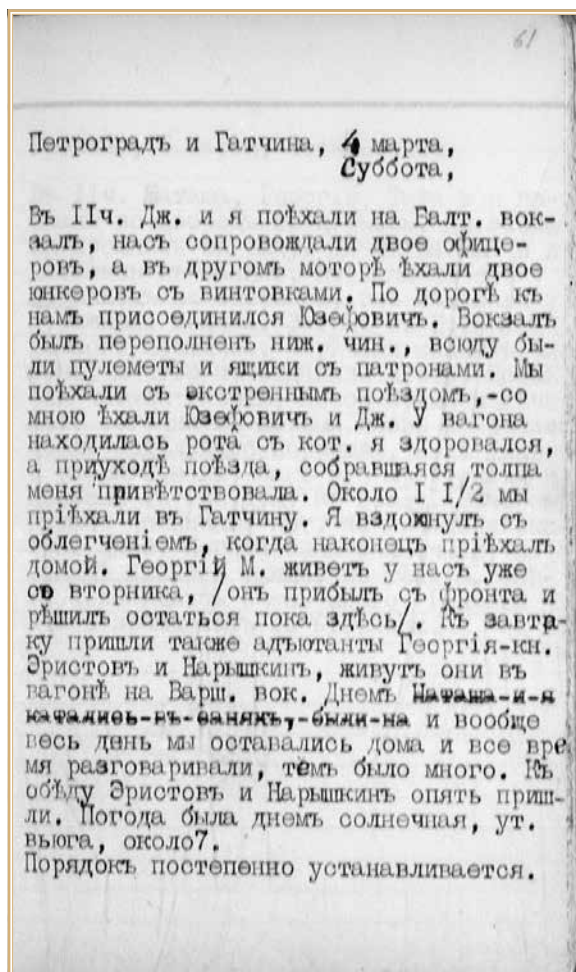 61
Петроградъ и Гатчина, 4 марта,
Суббота,
Въ IIч. Дж. и я поѣхали на Балт. вок-
залъ, насъ сопровождали двое офице-
ровъ, а въ другомъ моторѣ ѣхали двое
юнкеровъ съ винтовками. По дорогѣ къ
намъ присоединился Юзефовичъ. Вокзалъ
былъ переполненъ ниж. чин., всюду бы-
ли пулеметы и ящики съ патронами. Мы
поѣхали съ экстреннымъ поѣздомъ,-со
мною ѣхали Юзефовичъ и Дж. У вагона
находилась рота съ кот. я здоровался,
а приуходѣ поѣзда, собравшаяся толпа
меня привѣтствовала. Около I I/2 мы
пріѣхали въ Гатчину. Я вздохнулъ съ
облегченіемъ, когда наконецъ пріѣхалъ
домой. Георгій М. живетъ у насъ уже
со вторника, /онъ прибылъ съ фронта и
рѣшилъ остаться пока здѣсь/. Къ завтра-
ку пришли также адъютанты Георгія-кн.
Эристовъ и Нарышкинъ, живутъ они въ
вагонѣ на Варш. вок. Днемъ Наташа-и-я
катались-въ-саняхъ,-были-на и вообще
весь день мы оставались дома и все вре
мя разговаривали, темъ было много. Къ
обѣду Эристовъ и Нарышкинъ опять приш-
ли. Погода была днемъ солнечная, ут.
вьюга, около7.
Порядокъ постепенно устанавливается.